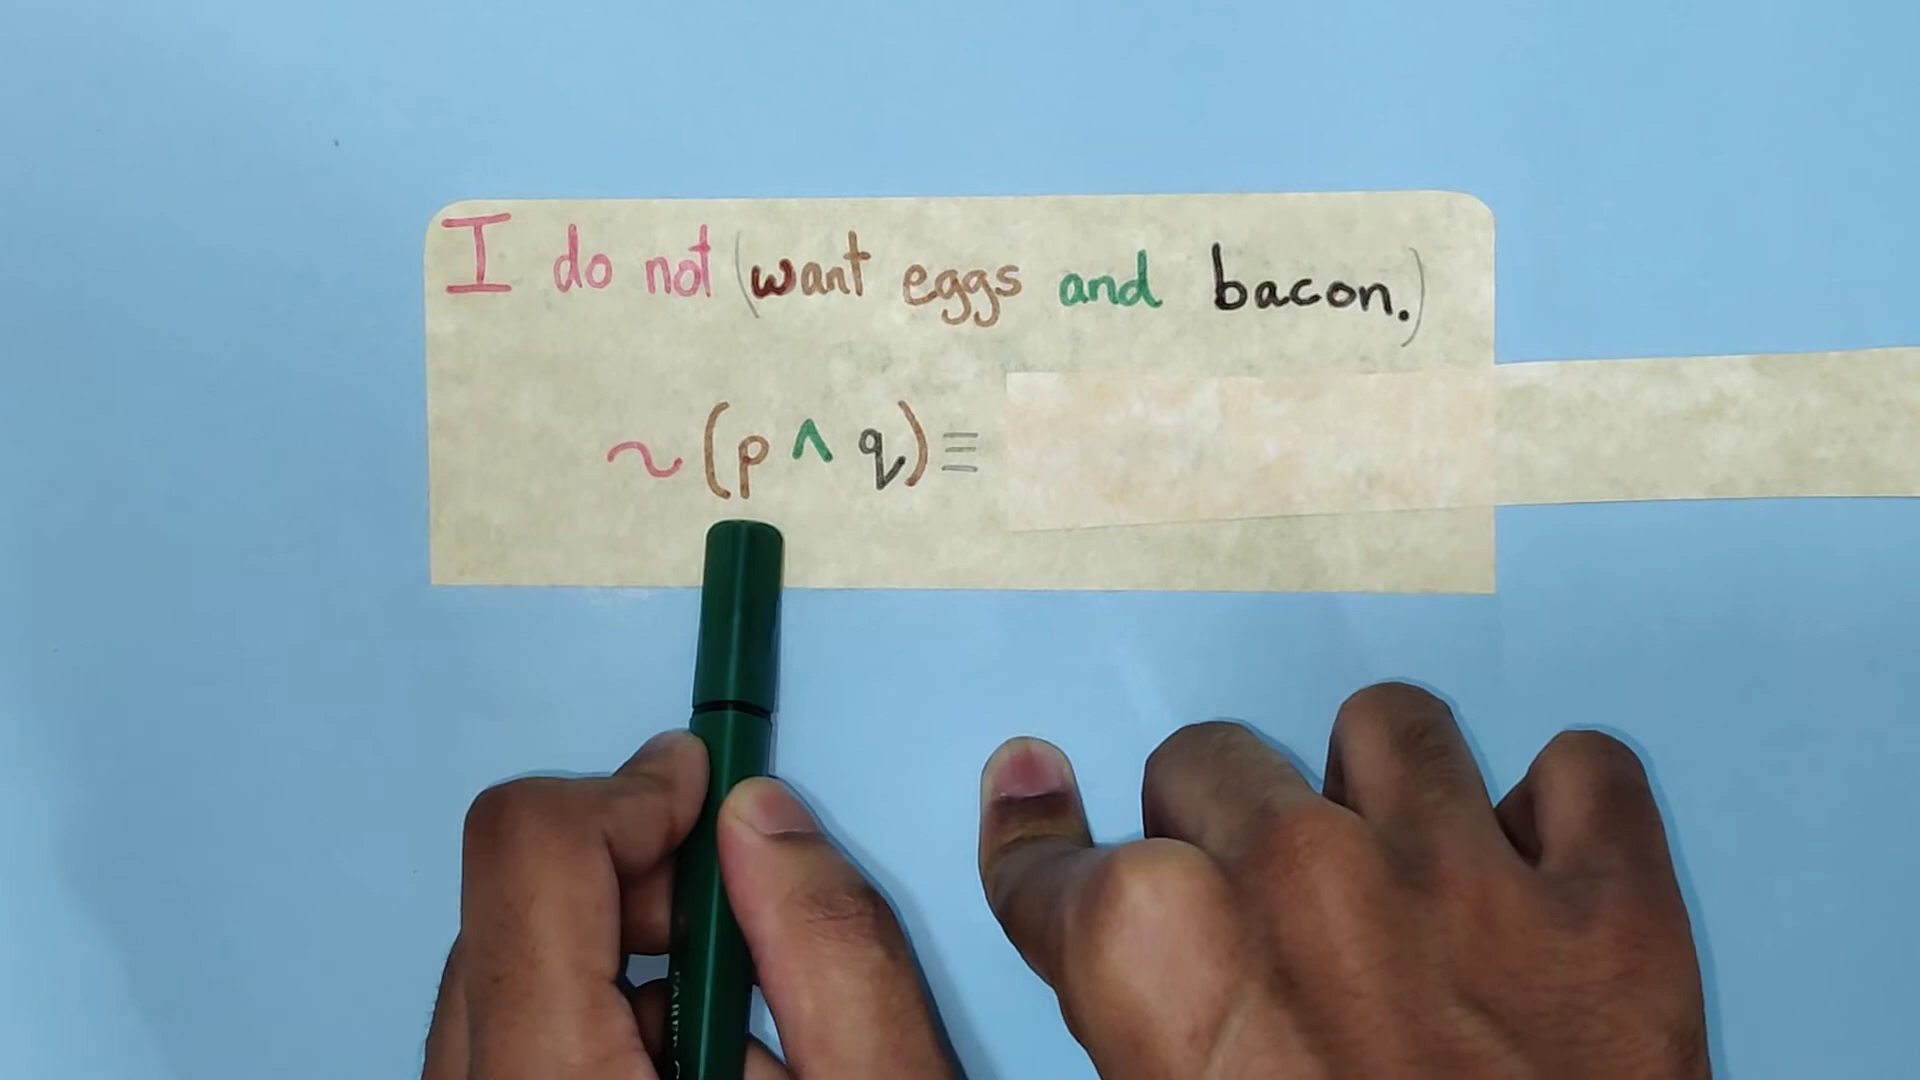 I do not (want eggs and bacon.)
~ (p ∧ q) ≡